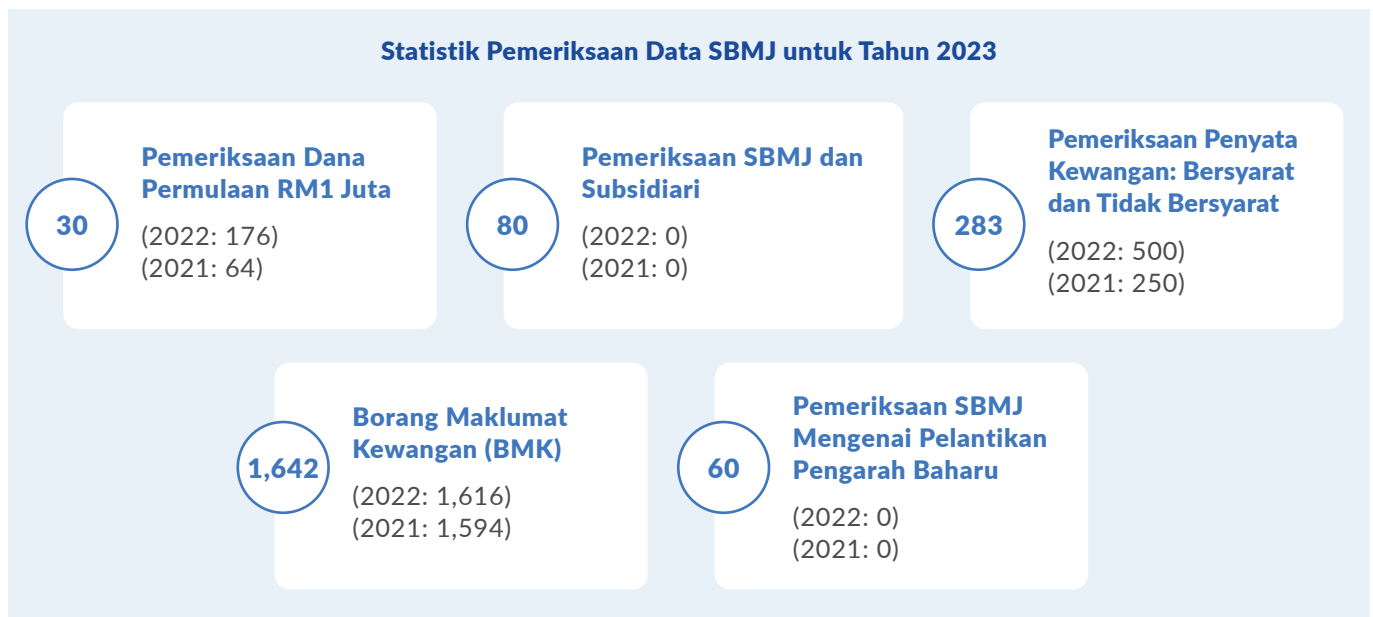 Statistik Pemeriksaan Data SBMJ untuk Tahun 2023
30
Pemeriksaan Dana
Permulaan RM1 Juta
(2022: 176)
(2021: 64)
80
Pemeriksaan SBMJ dan
Subsidiari
(2022: 0)
(2021: 0)
283
Pemeriksaan Penyata
Kewangan: Bersyarat
dan Tidak Bersyarat
(2022: 500)
(2021: 250)
1,642
Borang Maklumat
Kewangan (BMK)
(2022: 1,616)
(2021: 1,594)
60
Pemeriksaan SBMJ
Mengenai Pelantikan
Pengarah Baharu
(2022: 0)
(2021: 0)